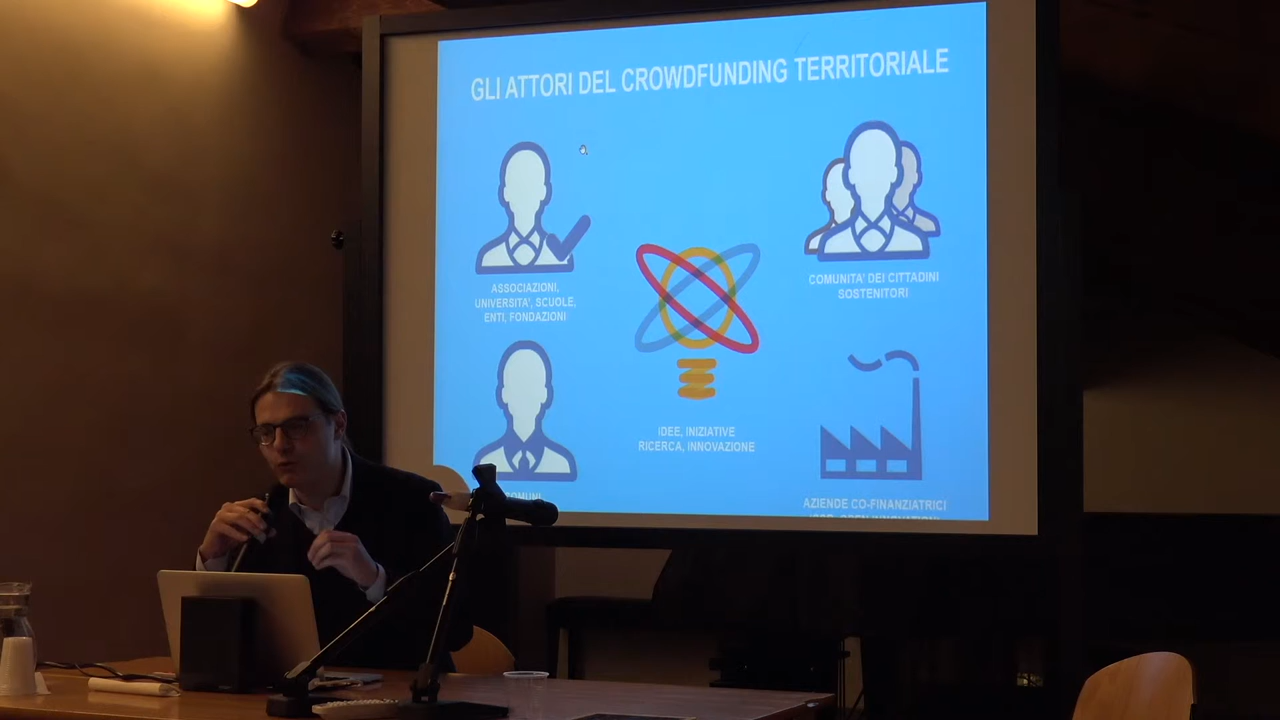 GLI ATTORI DEL CROWDFUNDING TERRITORIALE
ASSOCIAZIONI,
UNIVERSITA', SCUOLE,
ENTI, FONDAZIONI
COMUNITA' DEI CITTADINI
SOSTENITORI
IDEE, INIZIATIVE
RICERCA, INNOVAZIONE
COMUNI
AZIENDE CO-FINANZIATRICI